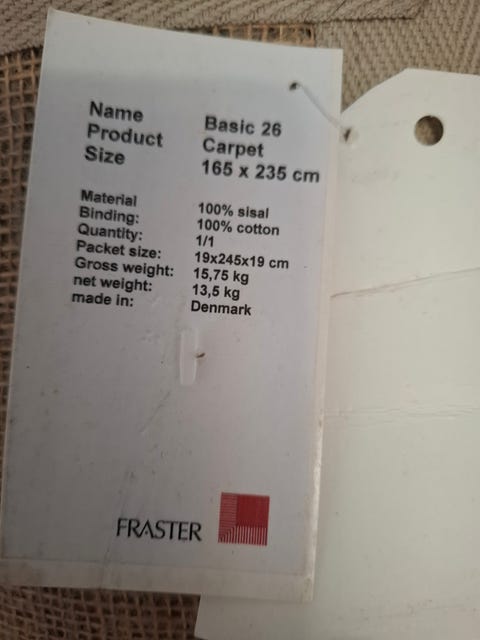 Name Basic 26
Product Carpet
Size 165 x 235 cm
Material 100% sisal
Binding: 100% cotton
Quantity: 1/1
Packet size: 19x245x19 cm
Gross weight: 15,75 kg
net weight: 13,5 kg
made in: Denmark
FRASTER